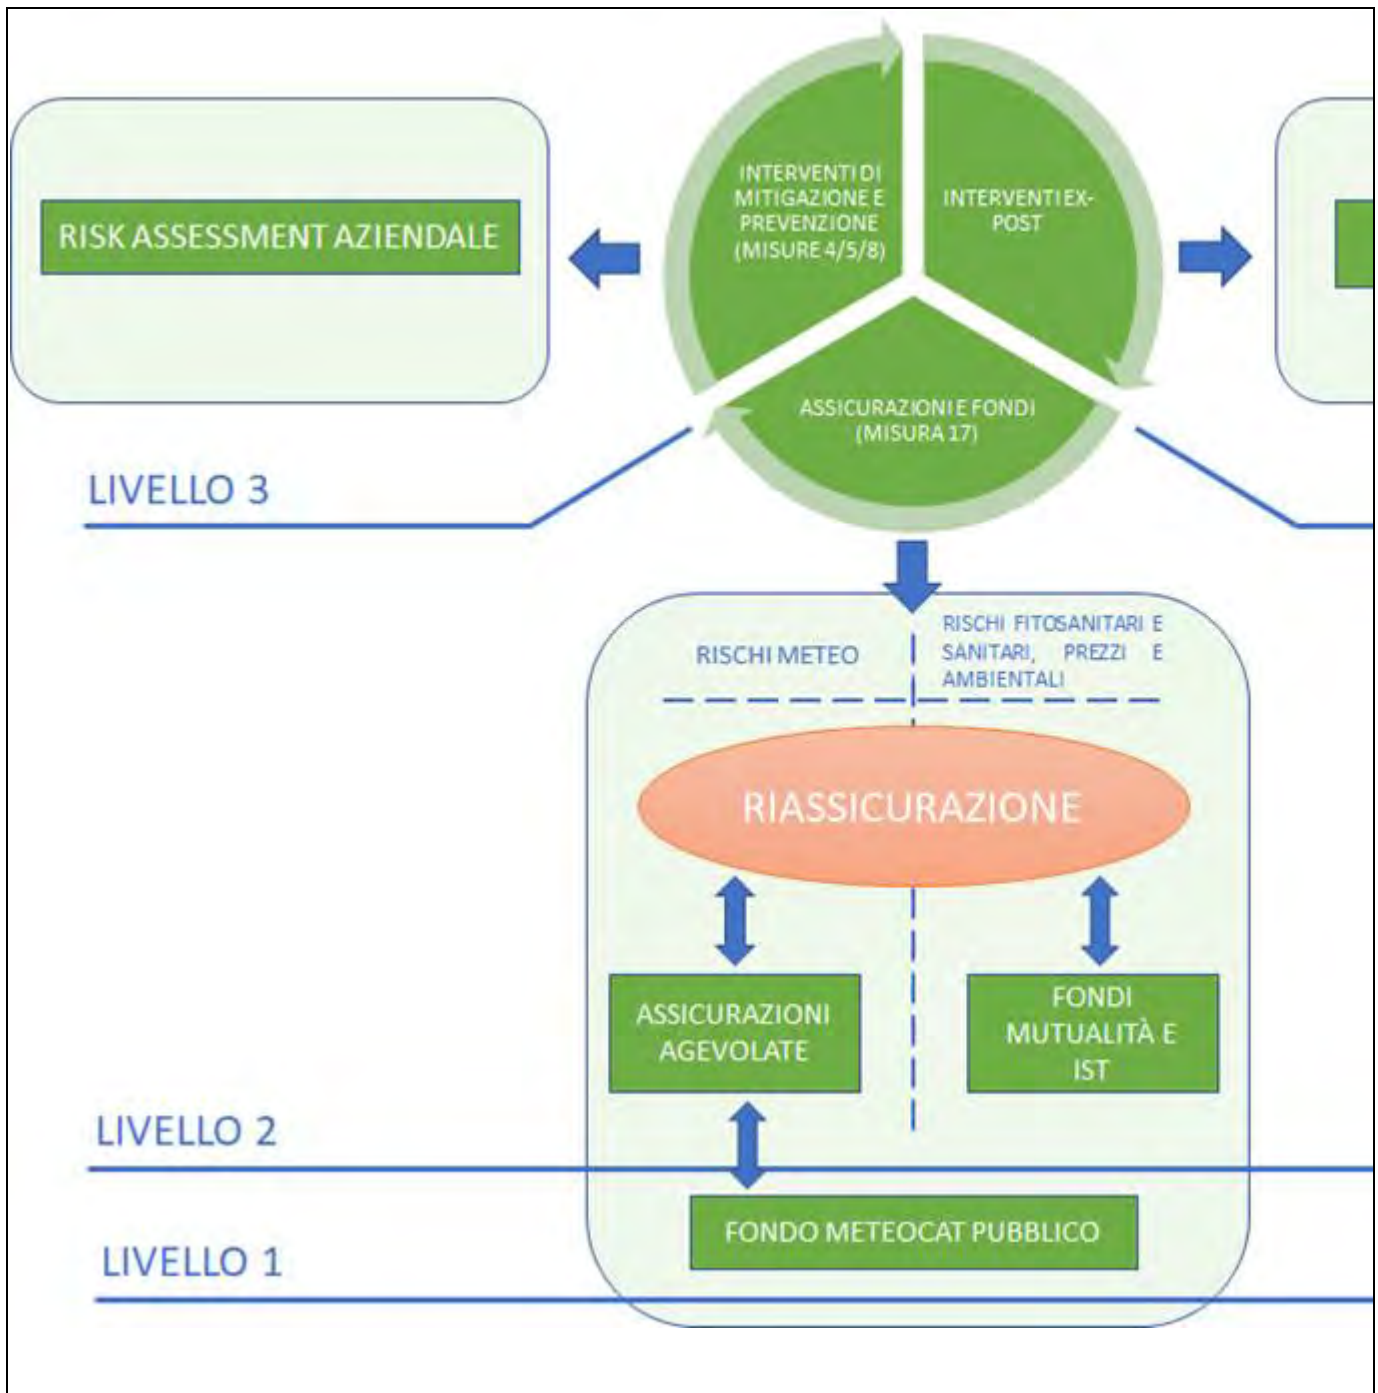 INTERVENTI DI
MITIGAZIONE E
PREVENZIONE
(MISURE 4/5/8)
INTERVENTI EX-
POST
RISK ASSESSMENT AZIENDALE
ASSICURAZIONI E FONDI
(MISURA 17)
LIVELLO 3
RISCHI METEO
RISCHI FITOSANITARI E
SANITARI, PREZZI E
AMBIENTALI
RIASSICURAZIONE
ASSICURAZIONI
AGEVOLATE
FONDI
MUTUALITÀ E
IST
LIVELLO 2
FONDO METEOCAT PUBBLICO
LIVELLO 1